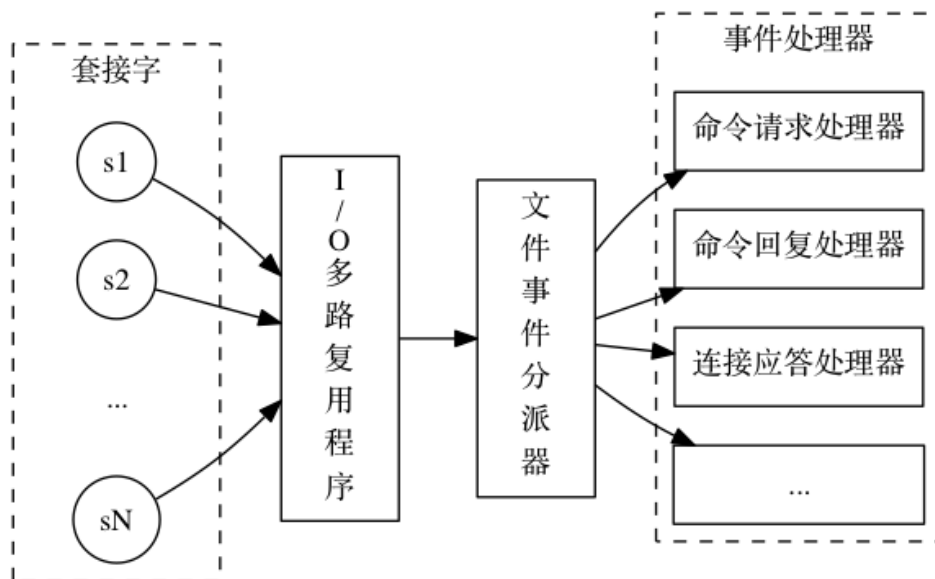 套接字
s1
s2
...
sN
I/O多路复用程序
文件事件分派器
事件处理器
命令请求处理器
命令回复处理器
连接应答处理器
...